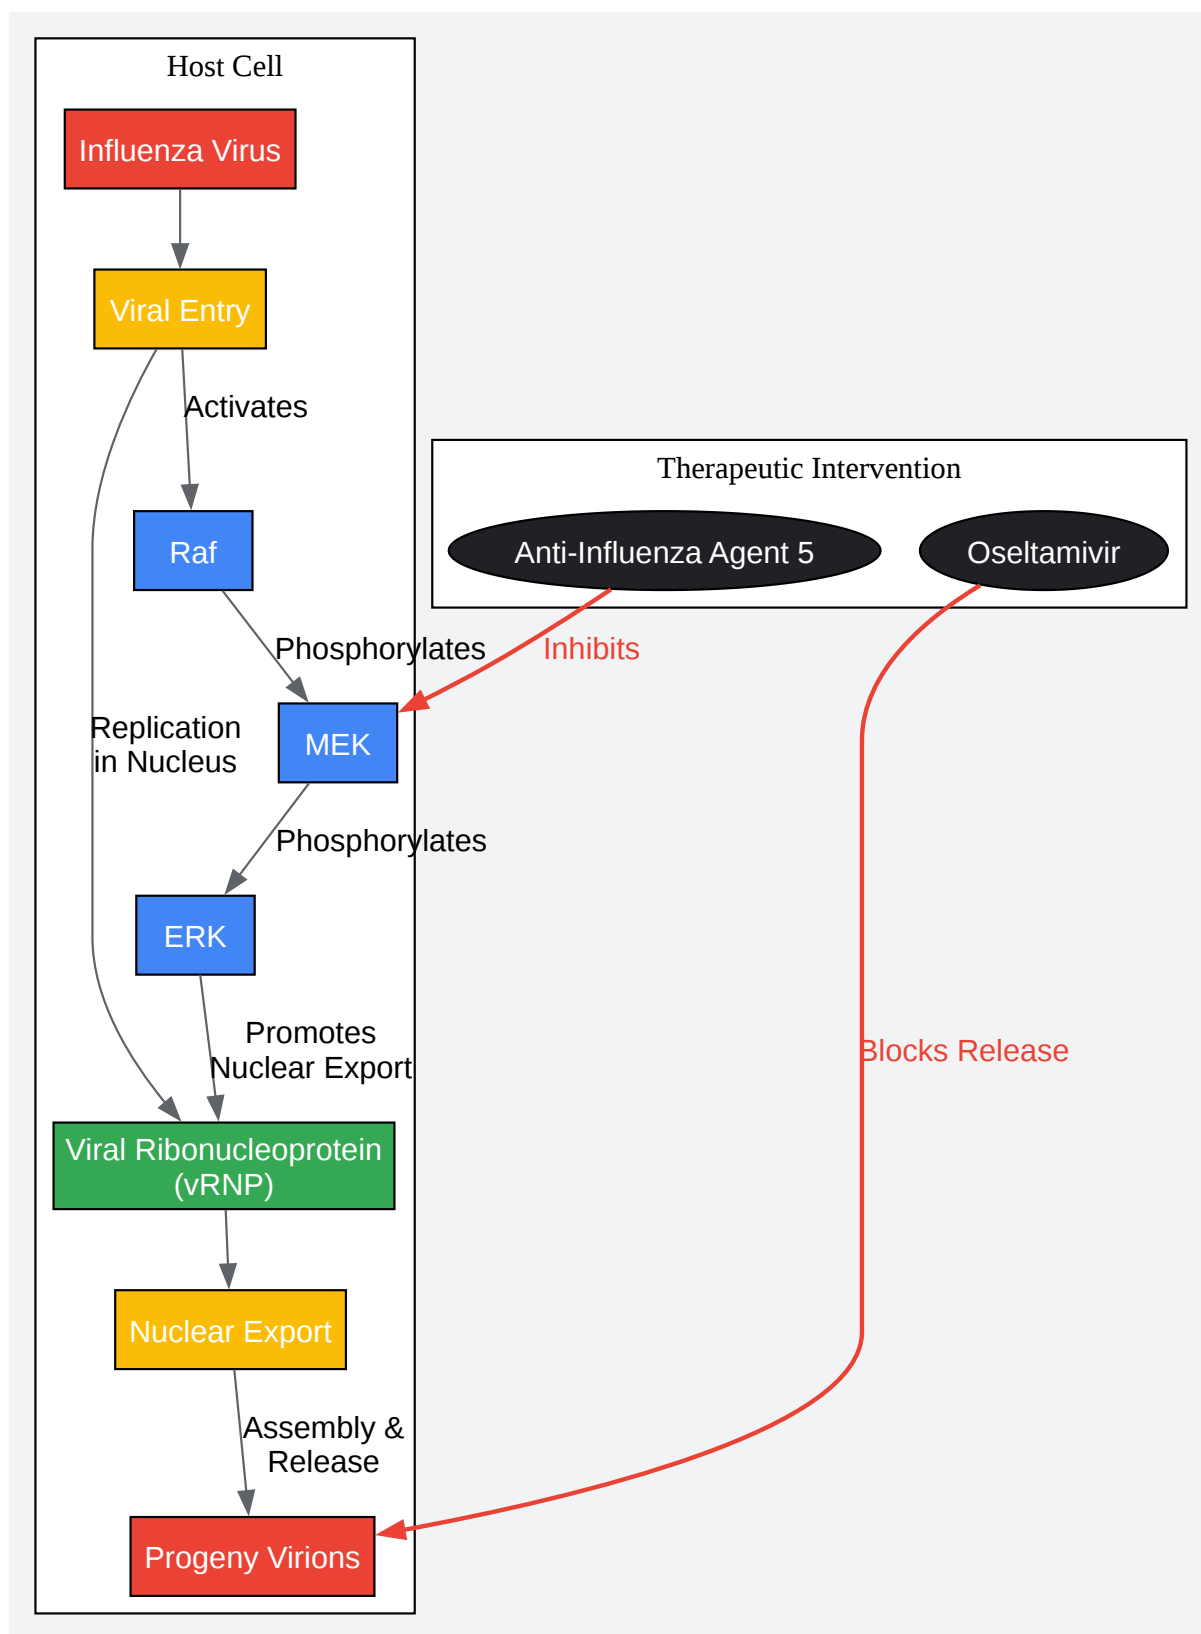 Host Cell
Influenza Virus
Viral Entry
Activates
Therapeutic Intervention
Raf
Anti-Influenza Agent 5
Oseltamivir
Phosphorylates
Inhibits
Replication
in Nucleus
MEK
Phosphorylates
ERK
Promotes
Nuclear Export
Blocks Release
Viral Ribonucleoprotein
(vRNP)
Nuclear Export
Assembly &
Release
Progeny Virions